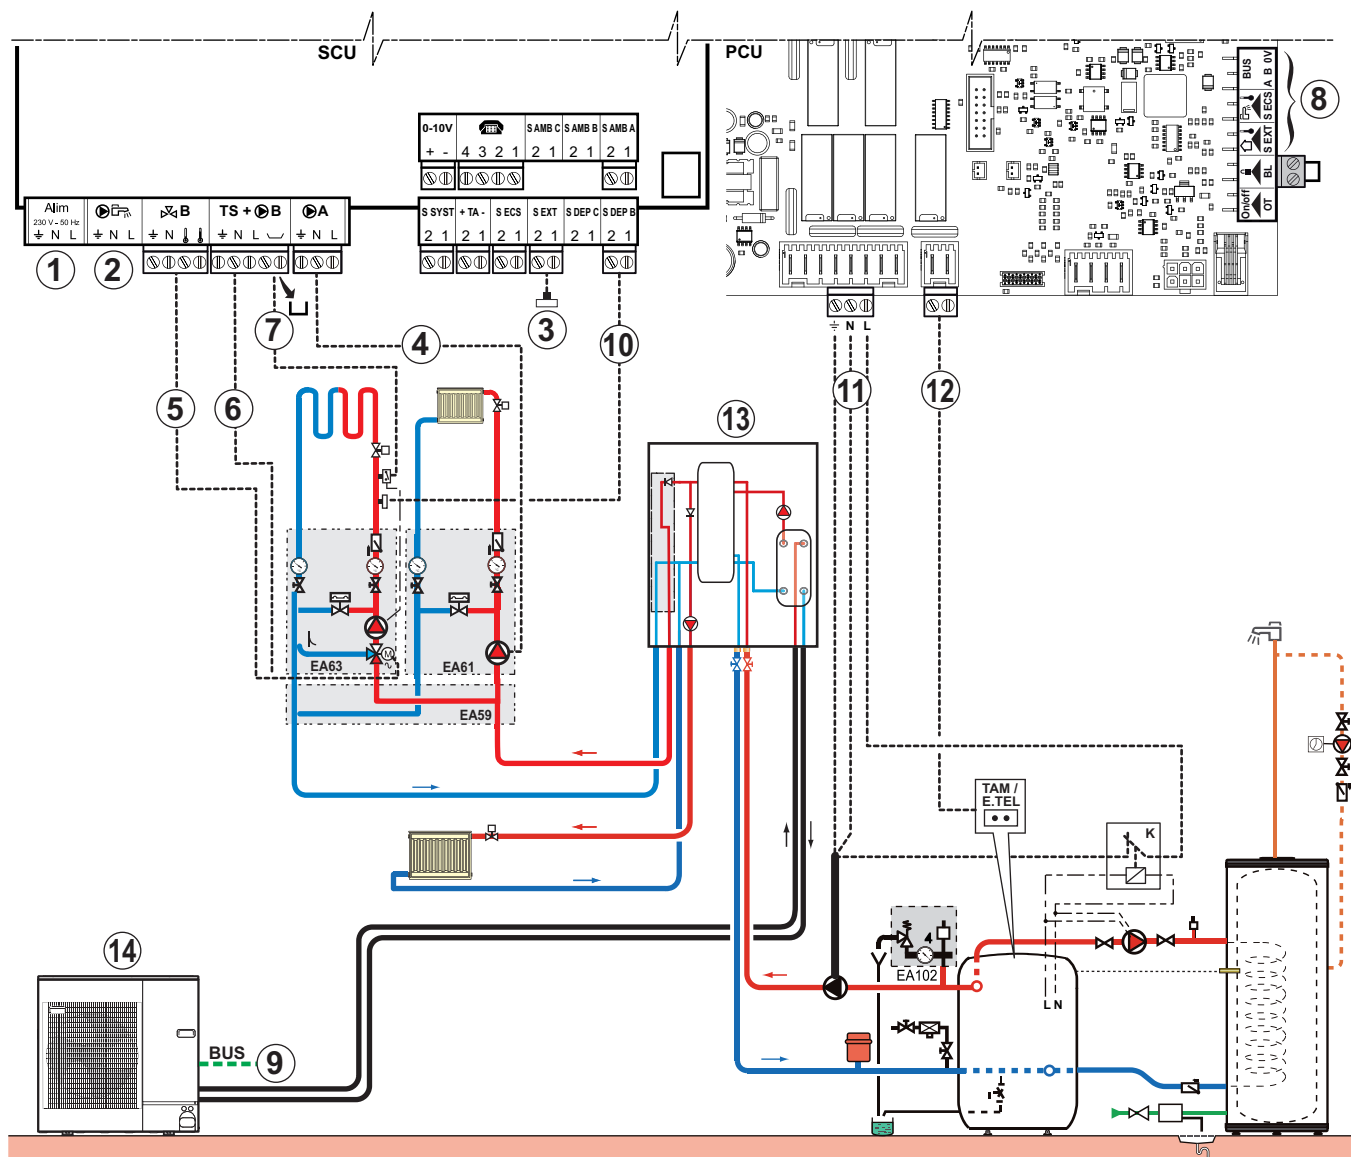 SCU
PCU
0-10V
S AMB C
S AMB B
S AMB A
+ -
4 3 2 1
2 1
2 1
2 1
BUS
A B 0V
S ECS
S EXT
BL
On/off
OT
8
Alim
230 V - 50 Hz
N L
N L
B
N
TS + B
N L
A
N L
S SYST
+ TA -
S ECS
S EXT
S DEP C
S DEP B
2 1
2 1
2 1
2 1
2 1
2 1
1
2
3
4
5
6
7
10
N L
11
12
13
EA63
M
EA61
EA59
TAM /
E.TEL
K
4
EA102
L N
14
BUS
9